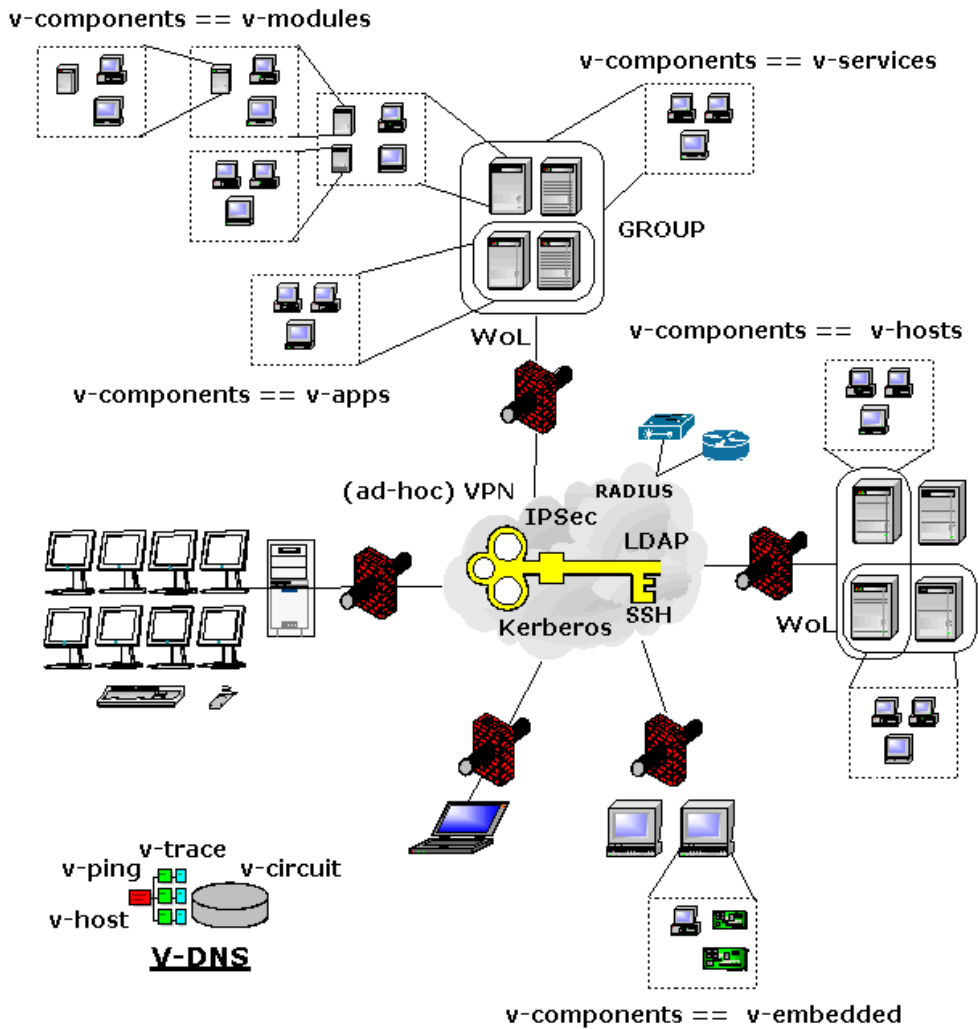 v-components == v-modules
v-components == v-services
GROUP
WoL
v-components == v-hosts
v-components == v-apps
(ad-hoc) VPN
RADIUS
IPSec
LDAP
SSH
Kerberos
WoL
v-trace
v-ping
v-circuit
v-host
V-DNS
v-components == v-embedded